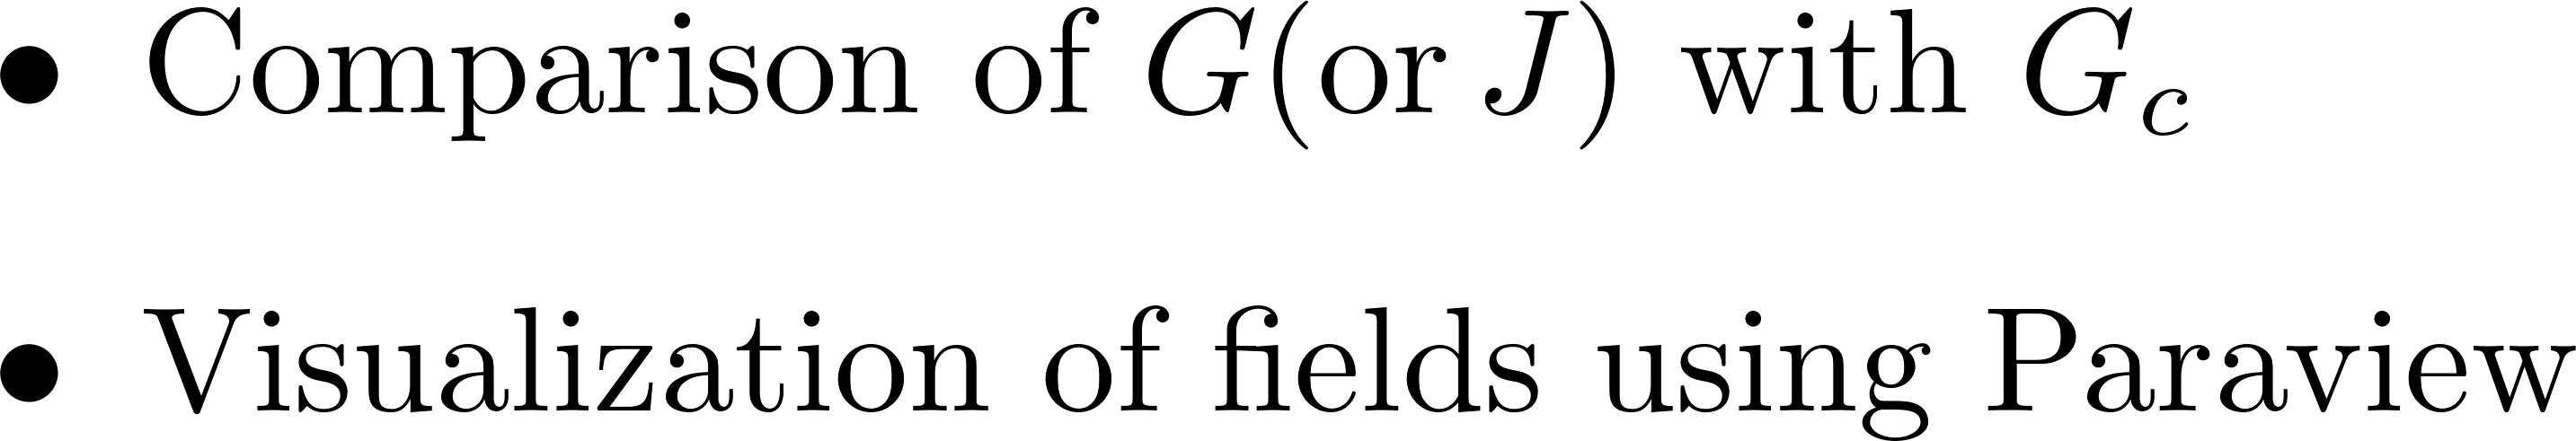 • Comparison of G(or J) with G_c
• Visualization of fields using Paraview